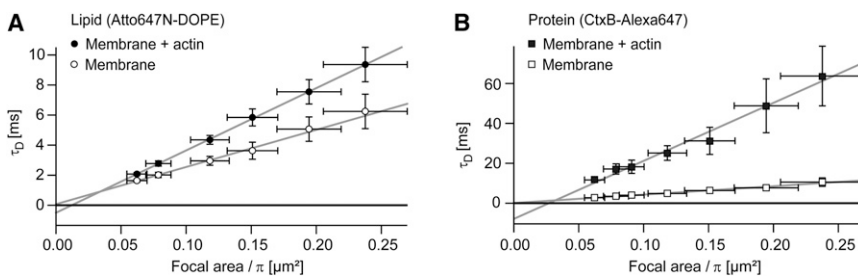 A
Lipid (Atto647N-DOPE)
Membrane + actin
Membrane
τD [ms]
10
8
6
4
2
0
0.00 0.05 0.10 0.15 0.20 0.25
Focal area / π [μm²]
B
Protein (CtxB-Alexa647)
Membrane + actin
Membrane
τD [ms]
60
40
20
0
0.00 0.05 0.10 0.15 0.20 0.25
Focal area / π [μm²]